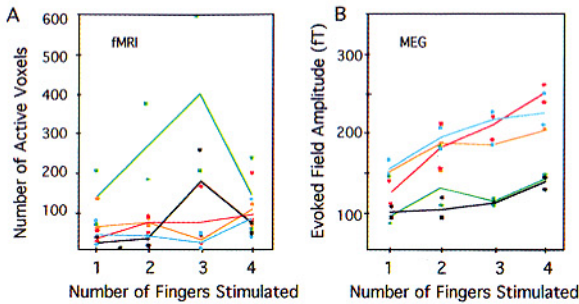 A
fMRI
Number of Active Voxels
600
500
400
300
200
100
1 2 3 4
Number of Fingers Stimulated
B
MEG
Evoked Field Amplitude (fT)
300
200
150
100
1 2 3 4
Number of Fingers Stimulated